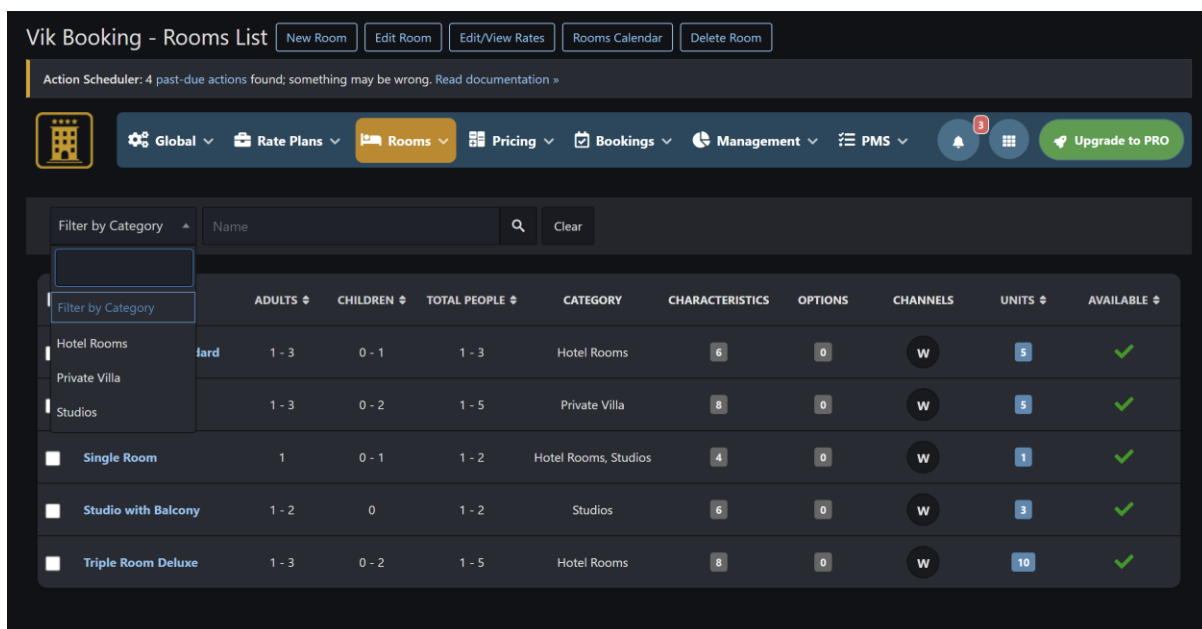 Vik Booking - Rooms List New Room Edit Room Edit/View Rates Rooms Calendar Delete Room
Action Scheduler: 4 past-due actions found; something may be wrong. Read documentation »
Global Rate Plans Rooms Pricing Bookings Management PMS 3 Upgrade to PRO
Filter by Category Name Clear
Filter by Category
Hotel Rooms
Private Villa
Studios
ADULTS CHILDREN TOTAL PEOPLE CATEGORY CHARACTERISTICS OPTIONS CHANNELS UNITS AVAILABLE
1 - 3 0 - 1 1 - 3 Hotel Rooms 6 0 W 5
1 - 3 0 - 2 1 - 5 Private Villa 8 0 W 5
Single Room 1 0 - 1 1 - 2 Hotel Rooms, Studios 4 0 W 1
Studio with Balcony 1 - 2 0 1 - 2 Studios 6 0 W 3
Triple Room Deluxe 1 - 3 0 - 2 1 - 5 Hotel Rooms 8 0 W 10